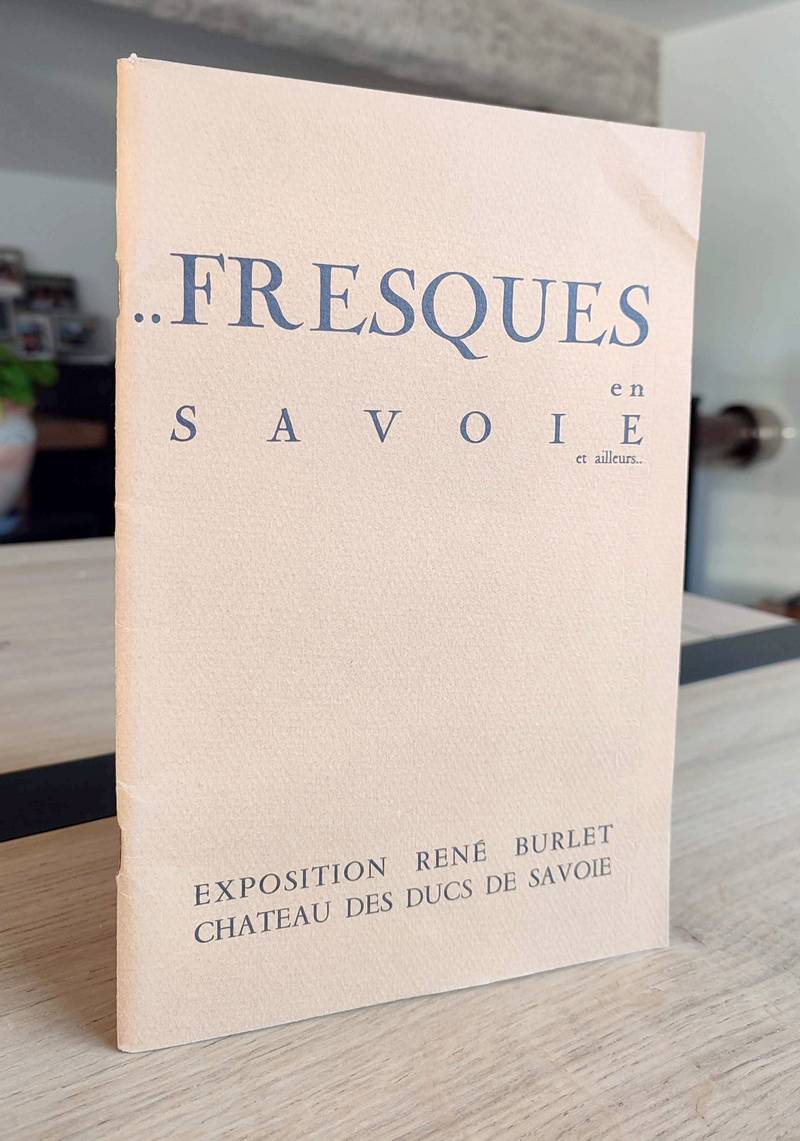 ..FRESQUES
en
SAVOIE
et ailleurs..
EXPOSITION RENÉ BURLET
CHATEAU DES DUCS DE SAVOIE